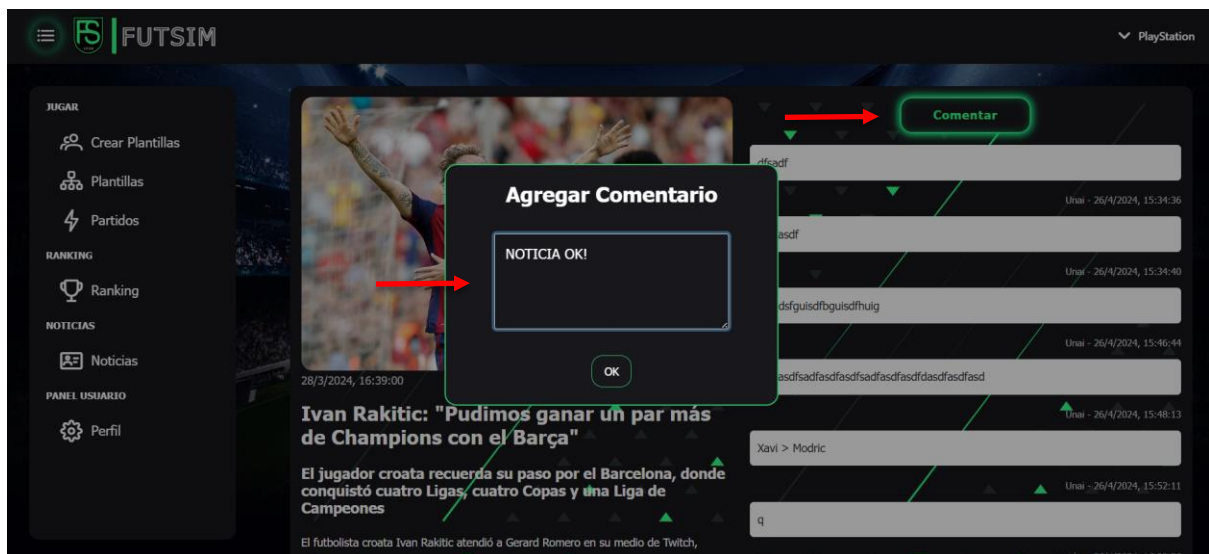 FS
FUTSIM
PlayStation
JUGAR
Crear Plantillas
Plantillas
Partidos
RANKING
Ranking
NOTICIAS
Noticias
PANEL USUARIO
Perfil
28/3/2024, 16:39:00
Ivan Rakitic: "Pudimos ganar un par más
de Champions con el Barça"
El jugador croata recuerda su paso por el Barcelona, donde
conquistó cuatro Ligas, cuatro Copas y una Liga de
Campeones
El futbolista croata Ivan Rakitic atendió a Gerard Romero en su medio de Twitch,
Agregar Comentario
NOTICIA OK!
OK
Comentar
dfsadf
Unai - 26/4/2024, 15:34:36
asdf
Unai - 26/4/2024, 15:34:40
dsfguisdfbguisdfhuig
Unai - 26/4/2024, 15:46:44
asdfsadfasdfasdfsadfasdfasdfdasdfasdfasd
Unai - 26/4/2024, 15:48:13
Xavi > Modric
Unai - 26/4/2024, 15:52:11
q